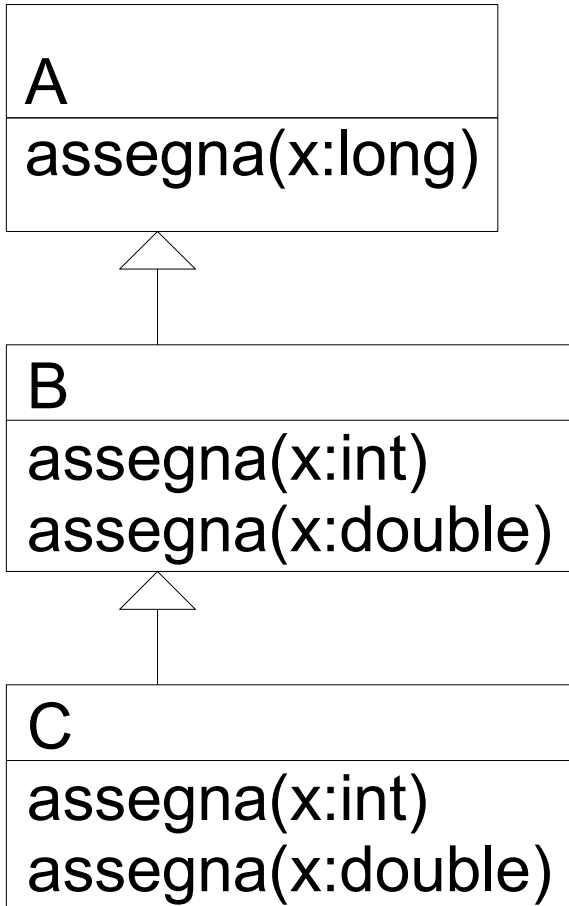 A
assegna(x:long)
B
assegna(x:int)
assegna(x:double)
C
assegna(x:int)
assegna(x:double)